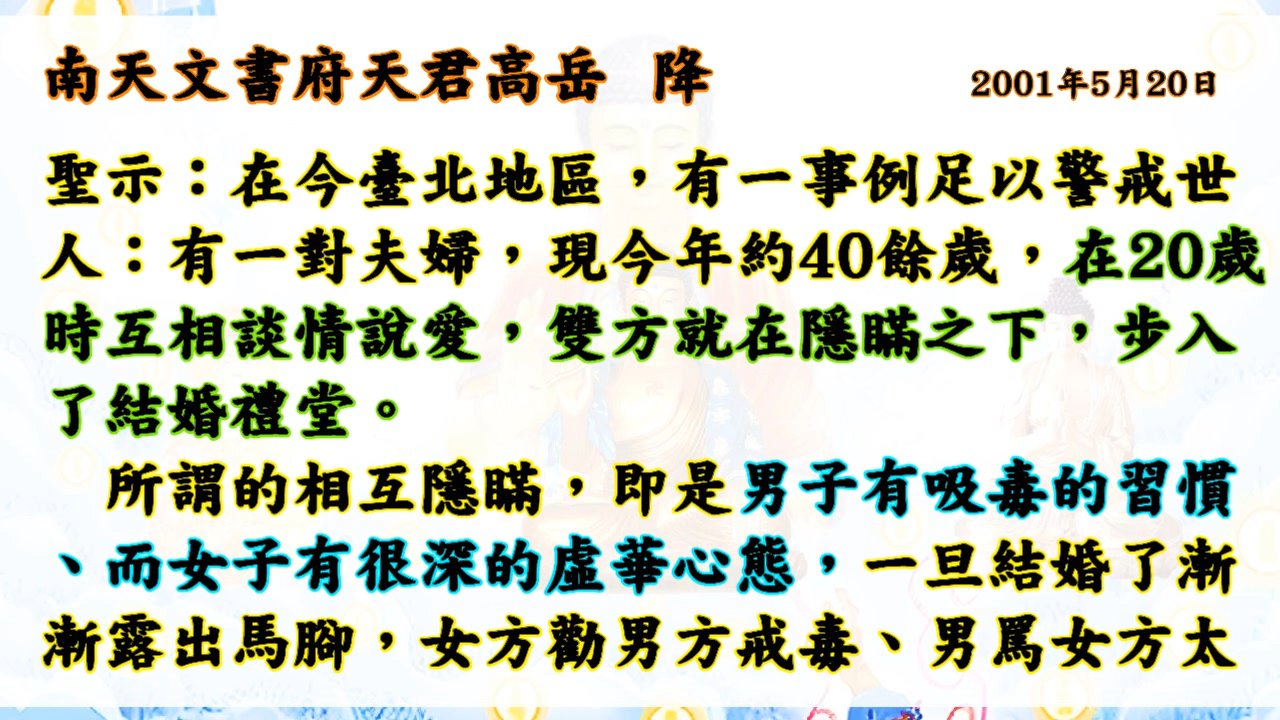 南天文書府天君高岳 降
2001年5月20日
聖示：在今臺北地區，有一事例足以警戒世
人：有一對夫婦，現今年約40餘歲，在20歲
時互相談情說愛，雙方就在隱瞞之下，步入
了結婚禮堂。
所謂的相互隱瞞，即是男子有吸毒的習慣
、而女子有很深的虛華心態，一旦結婚了漸
漸露出馬腳，女方勸男方戒毒、男罵女方太